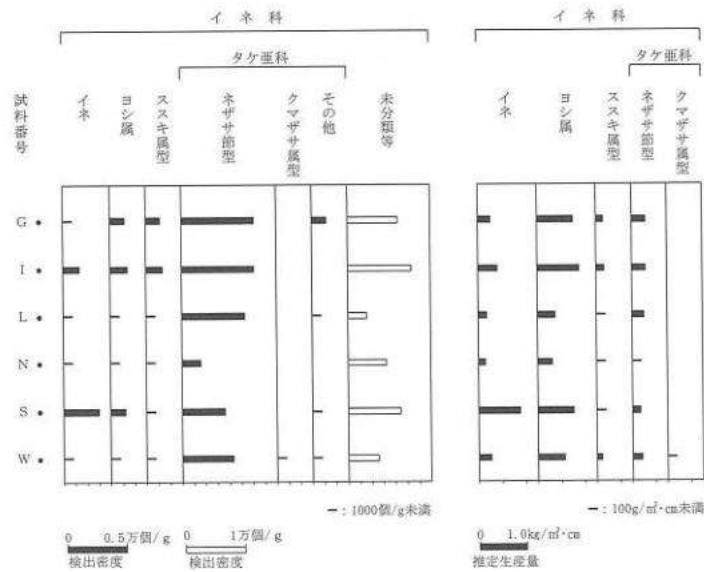 イ ネ 科
タケ亜科
試料番号
イネ
ヨシ属
ススキ属型
ネザサ節型
クマザサ属型
その他
未分類等
G
I
L
N
S
W
－：1000個/g未満
0 0.5万個/g
検出密度
0 1万個/g
検出密度
イ ネ 科
タケ亜科
イネ
ヨシ属
ススキ属型
ネザサ節型
クマザサ属型
－：100g/㎡･cm未満
0 1.0kg/㎡･cm
推定生産量